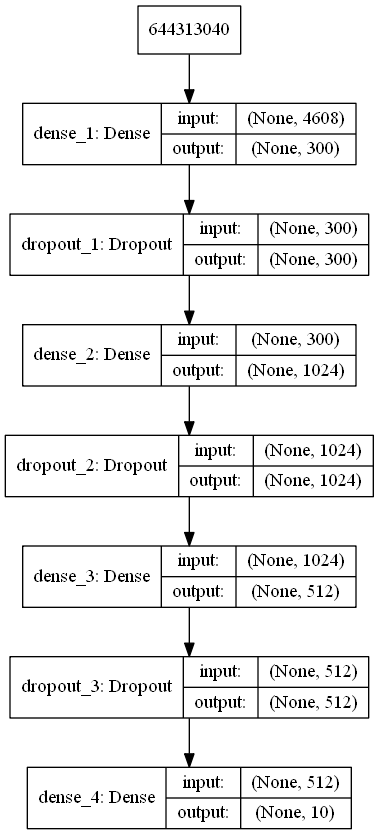 644313040
dense_1: Dense
input:
(None, 4608)
output:
(None, 300)
dropout_1: Dropout
input:
(None, 300)
output:
(None, 300)
dense_2: Dense
input:
(None, 300)
output:
(None, 1024)
dropout_2: Dropout
input:
(None, 1024)
output:
(None, 1024)
dense_3: Dense
input:
(None, 1024)
output:
(None, 512)
dropout_3: Dropout
input:
(None, 512)
output:
(None, 512)
dense_4: Dense
input:
(None, 512)
output:
(None, 10)